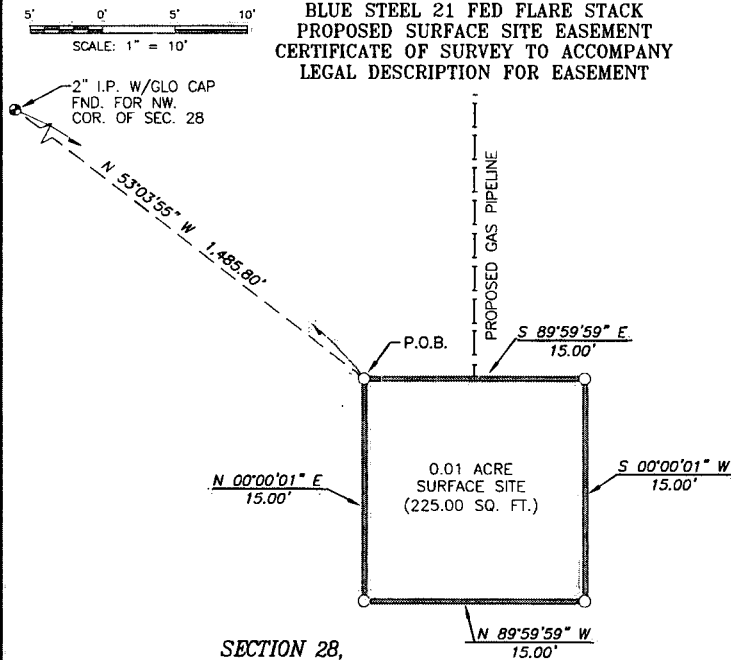 BLUE STEEL 21 FED FLARE STACK
PROPOSED SURFACE SITE EASEMENT
CERTIFICATE OF SURVEY TO ACCOMPANY
LEGAL DESCRIPTION FOR EASEMENT
5' 0' 5' 10'
SCALE: 1" = 10'
2" I.P. W/GLO CAP
FND. FOR NW.
COR. OF SEC. 28
N 53°03'55" W 1,485.80'
PROPOSED GAS PIPELINE
P.O.B.
S 89°59'59" E
15.00'
N 00°00'01" E
15.00'
0.01 ACRE
SURFACE SITE
(225.00 SQ. FT.)
S 00°00'01" W
15.00'
N 89°59'59" W
15.00'
SECTION 28,